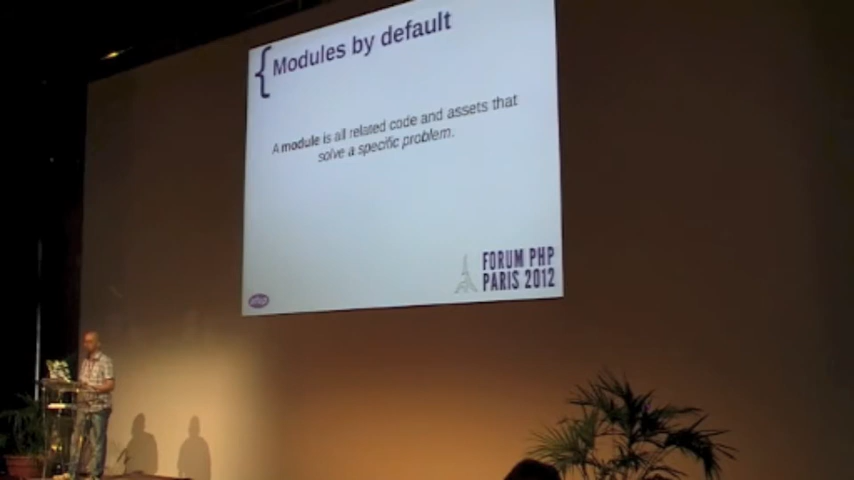 { Modules by default
A module is all related code and assets that
solve a specific problem.
FORUM PHP
PARIS 2012